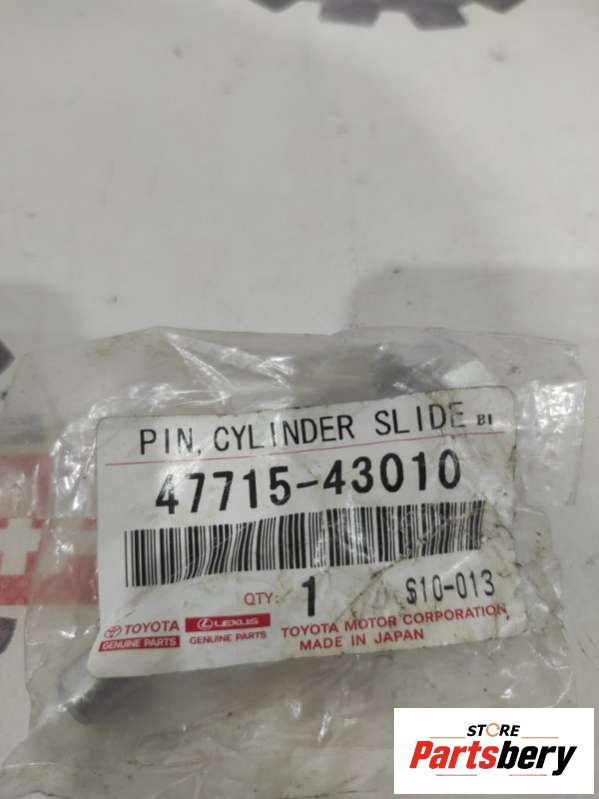 PIN, CYLINDER SLIDE B1
47715-43010
QTY: 1 S10-013
TOYOTA LEXUS TOYOTA MOTOR CORPORATION
GENUINE PARTS GENUINE PARTS MADE IN JAPAN
STORE
Partsbery